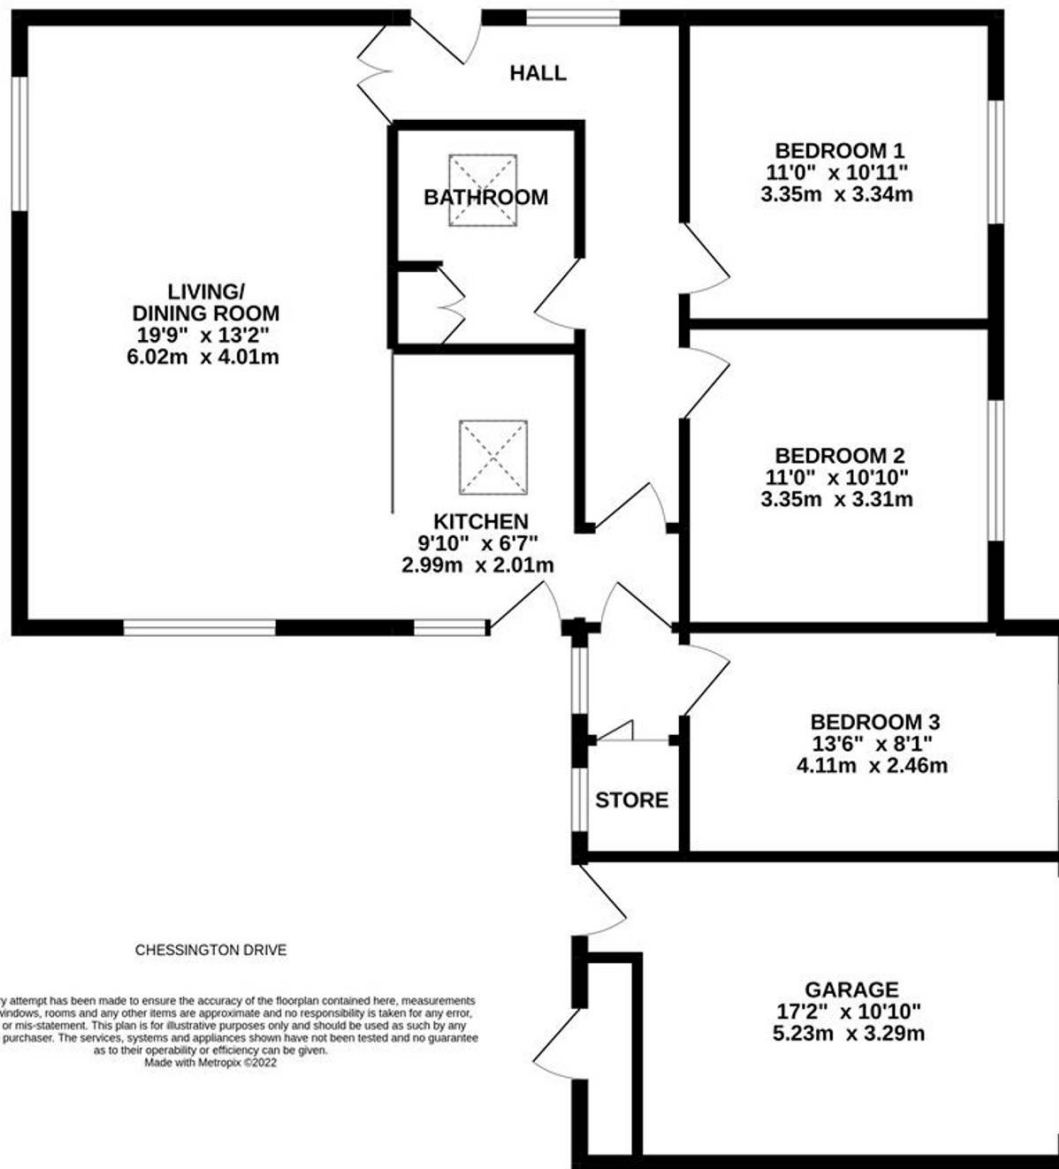 HALL
BEDROOM 1
11'0" x 10'11"
3.35m x 3.34m
BATHROOM
LIVING/
DINING ROOM
19'9" x 13'2"
6.02m x 4.01m
BEDROOM 2
11'0" x 10'10"
3.35m x 3.31m
KITCHEN
9'10" x 6'7"
2.99m x 2.01m
BEDROOM 3
13'6" x 8'1"
4.11m x 2.46m
STORE
GARAGE
17'2" x 10'10"
5.23m x 3.29m
CHESSINGTON DRIVE
attempt has been made to ensure the accuracy of the floorplan contained here, measurements
windows, rooms and any other items are approximate and no responsibility is taken for any error,
or mis-statement. This plan is for illustrative purposes only and should be used as such by any
purchaser. The services, systems and appliances shown have not been tested and no guarantee
as to their operability or efficiency can be given.
Made with Metropix ©2022